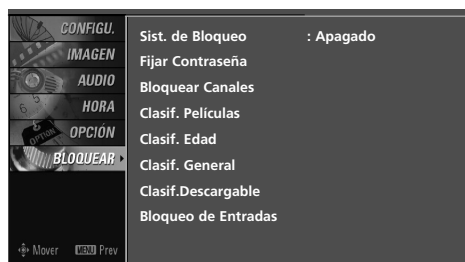 CONFIGU.
IMAGEN
AUDIO
HORA
OPCIÓN
BLOQUEAR
Mover MENU Prev
Sist. de Bloqueo : Apagado
Fijar Contraseña
Bloquear Canales
Clasif. Películas
Clasif. Edad
Clasif. General
Clasif.Descargable
Bloqueo de Entradas